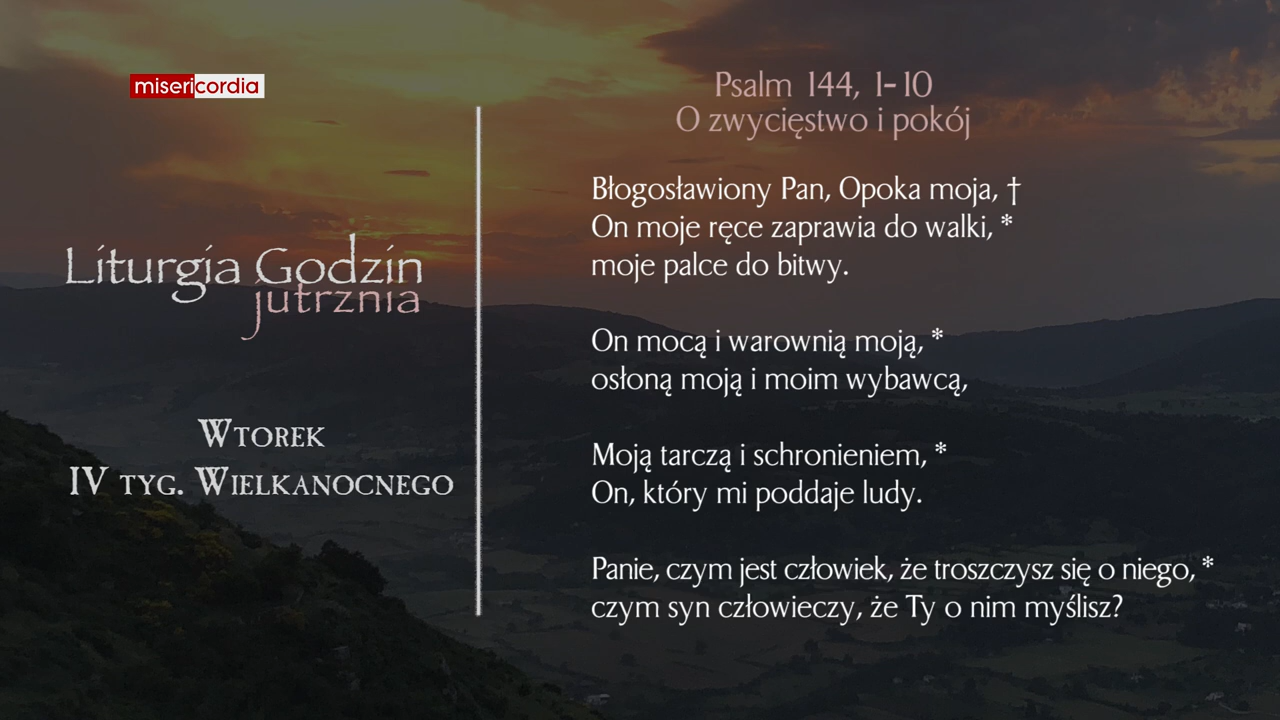 misericordia
Liturgia Godzin
jutrznia
Wtorek
IV tyg. Wielkanocnego
Psalm 144, 1-10
O zwycięstwo i pokój
Błogosławiony Pan, Opoka moja, †
On moje ręce zaprawia do walki, *
moje palce do bitwy.
On mocą i warownią moją, *
osłoną moją i moim wybawcą,
Moją tarczą i schronieniem, *
On, który mi poddaje ludy.
Panie, czym jest człowiek, że troszczysz się o niego, *
czym syn człowieczy, że Ty o nim myślisz?